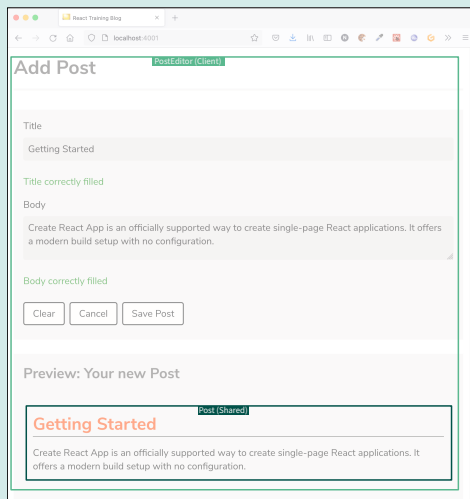 React Training Blog
localhost:4001
PostEditor (Client)
Add Post
Title
Getting Started
Title correctly filled
Body
Create React App is an officially supported way to create single-page React applications. It offers
a modern build setup with no configuration.
Body correctly filled
Clear Cancel Save Post
Preview: Your new Post
Post (Shared)
Getting Started
Create React App is an officially supported way to create single-page React applications. It
offers a modern build setup with no configuration.